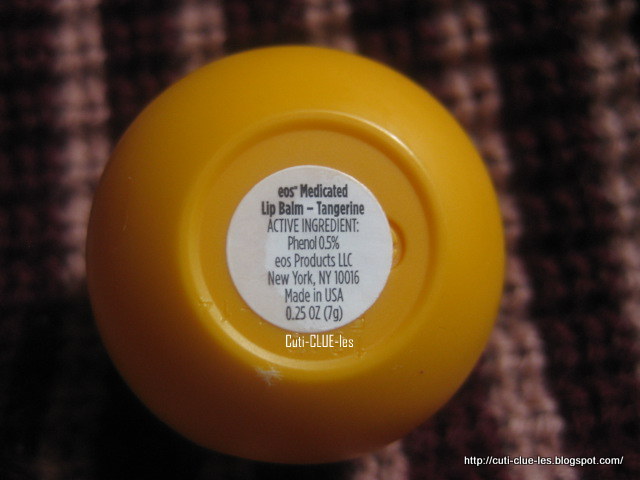 eos™ Medicated
Lip Balm – Tangerine
ACTIVE INGREDIENT:
Phenol 0.5%
eos Products LLC
New York, NY 10016
Made in USA
0.25 OZ (7g)
Cuti-CLUE-les
http://cuti-clue-les.blogspot.com/